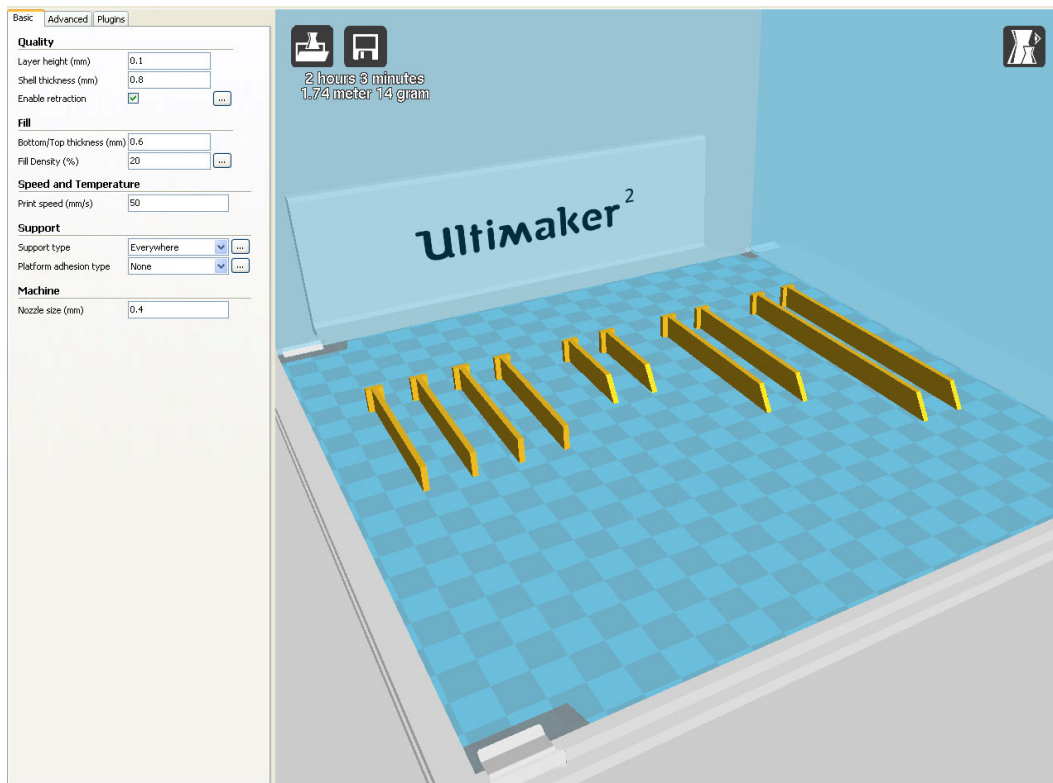 Basic Advanced Plugins
Quality
Layer height (mm) 0.1
Shell thickness (mm) 0.8
Enable retraction ...
Fill
Bottom/Top thickness (mm) 0.6
Fill Density (%) 20 ...
Speed and Temperature
Print speed (mm/s) 50
Support
Support type Everywhere ...
Platform adhesion type None ...
Machine
Nozzle size (mm) 0.4
2 hours 3 minutes
1.74 meter 14 gram
Ultimaker²